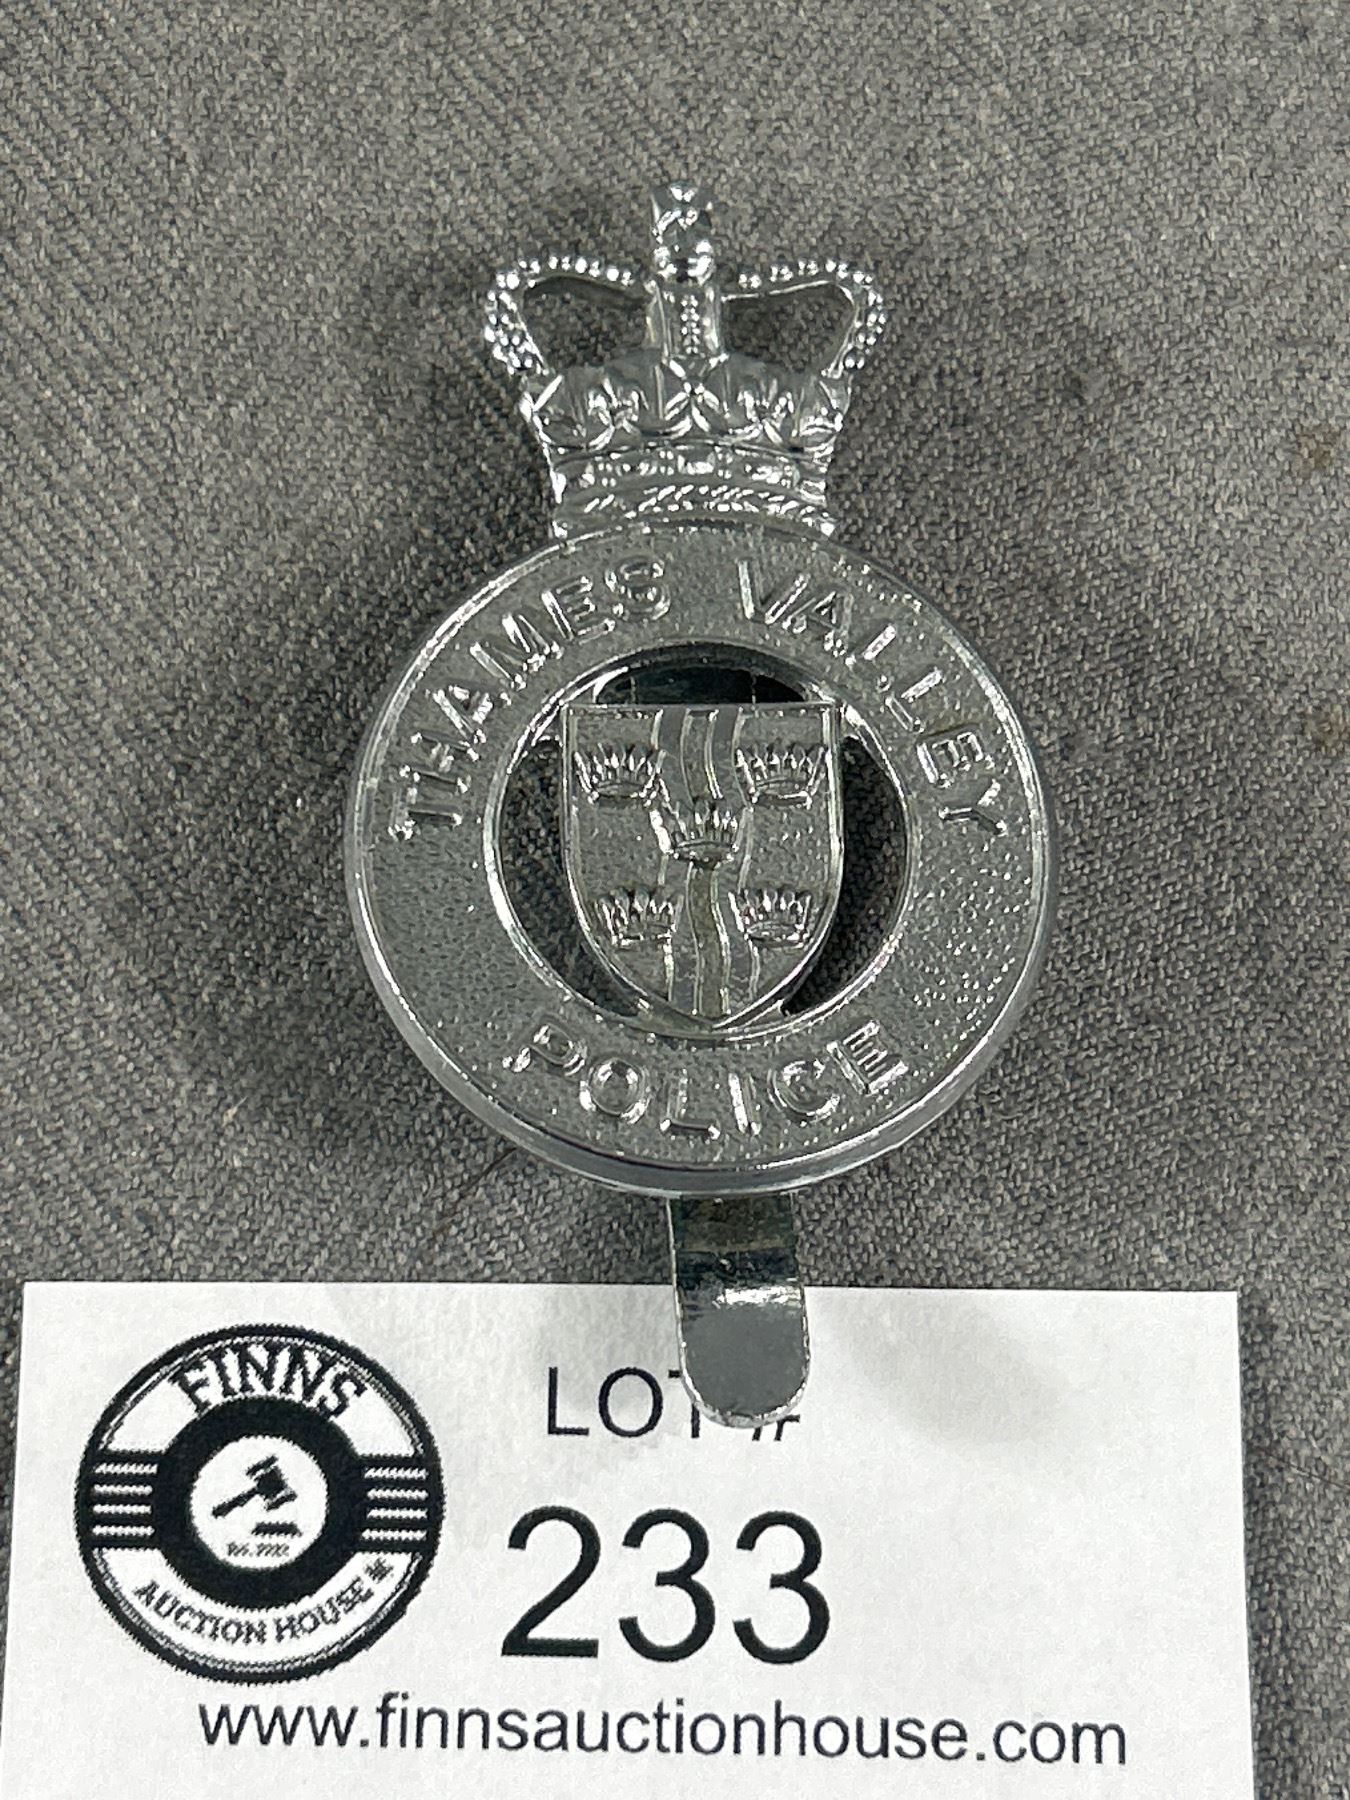 THAMES VALLEY
POLICE
FINNS
AUCTION HOUSE
LOT #
233
www.finnsauctionhouse.com